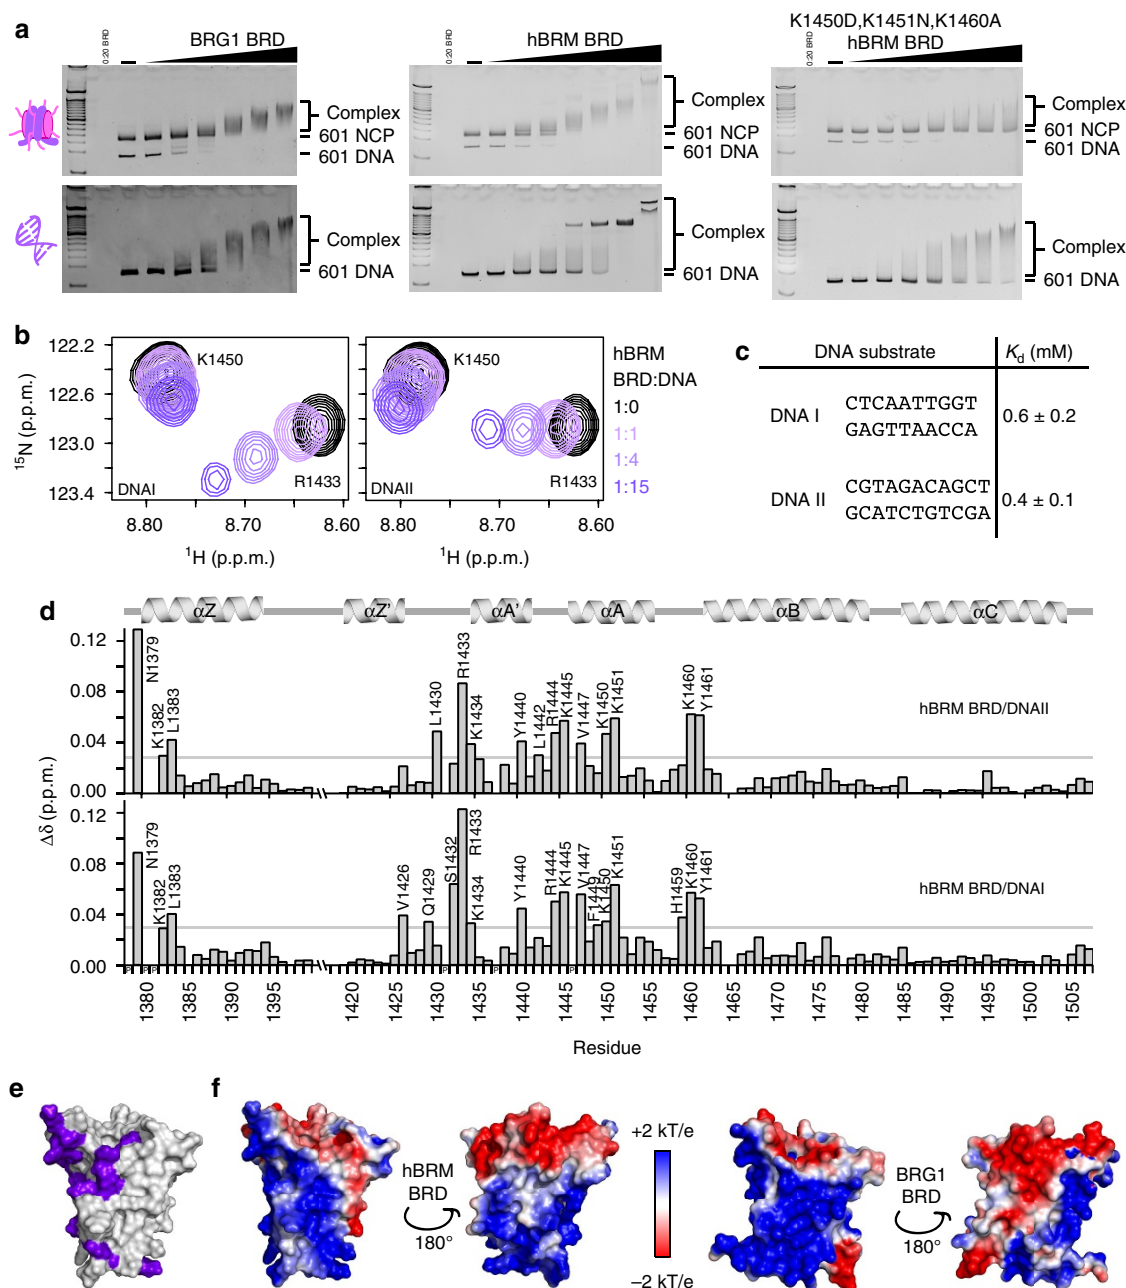 a
0:20 BRD
BRG1 BRD
0:20 BRD
hBRM BRD
0:20 BRD
K1450D,K1451N,K1460A
hBRM BRD
Complex
601 NCP
601 DNA
Complex
601 NCP
601 DNA
Complex
601 NCP
601 DNA
Complex
601 DNA
Complex
601 DNA
Complex
601 DNA
b
15N (p.p.m.)
122.2
122.6
123.0
123.4
K1450
R1433
DNAI
8.80
8.70
8.60
1H (p.p.m.)
K1450
R1433
DNAII
8.80
8.70
8.60
1H (p.p.m.)
hBRM
BRD:DNA
1:0
1:1
1:4
1:15
c
DNA substrate
Kd (mM)
DNA I
CTCAATTGGT
GAGTTAACCA
0.6 ± 0.2
DNA II
CGTAGACAGCT
GCATCTGTCGA
0.4 ± 0.1
d
αZ
αZ'
αA'
αA
αB
αC
Δδ (p.p.m.)
0.12
0.08
0.04
0.00
N1379
K1382
L1383
L1430
R1433
K1434
Y1440
L1442
R1444
K1445
V1447
K1450
K1451
K1460
Y1461
hBRM BRD/DNAII
0.12
0.08
0.04
0.00
N1379
K1382
L1383
V1426
Q1429
S1432
R1433
K1434
Y1440
R1444
K1445
V1447
F1449
K1450
K1451
H1459
K1460
Y1461
hBRM BRD/DNAI
P
P
P
P
P
P
1380
1385
1390
1395
1420
1425
1430
1435
1440
1445
1450
1455
1460
1465
1470
1475
1480
1485
1490
1495
1500
1505
Residue
e
f
hBRM
BRD
180°
+2 kT/e
−2 kT/e
BRG1
BRD
180°